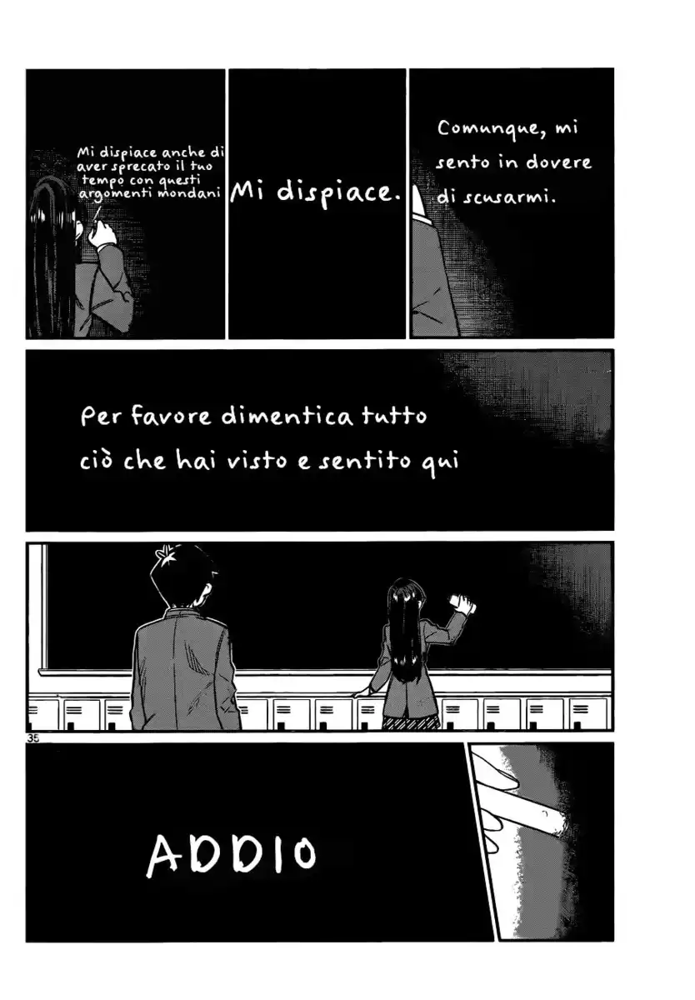 Comunque, mi
sento in dovere
di scusarmi.
Mi dispiace.
Mi dispiace anche di
aver sprecato il tuo
tempo con questi
argomenti mondani
Per favore dimentica tutto
ciò che hai visto e sentito qui
35
ADDIO